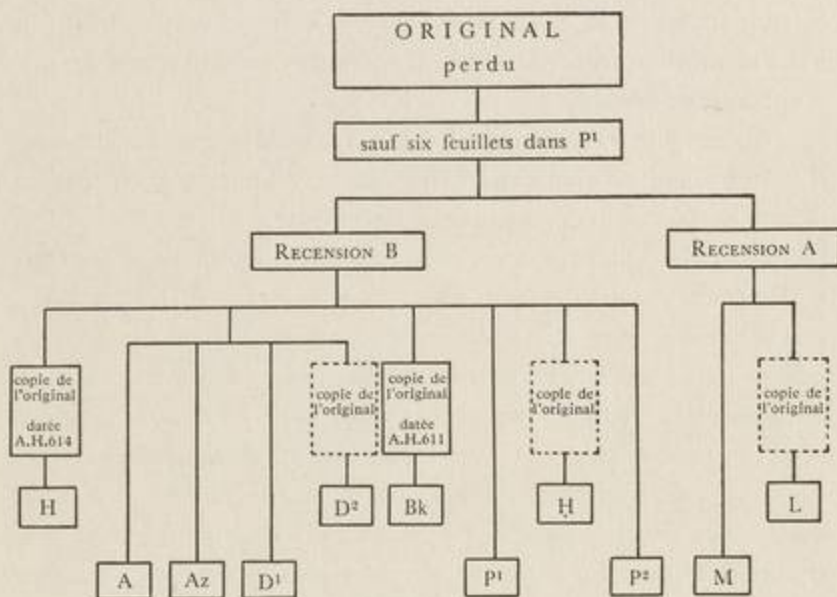 ORIGINAL
perdu
sauf six feuillets dans P¹
RECENSION B
RECENSION A
copie de
l'original
datée
A.H.614
copie de
l'original
copie de
l'original
datée
A.H.611
copie de
l'original
copie de
l'original
H
D²
Bk
Ḥ
L
A
Az
D¹
P¹
P²
M